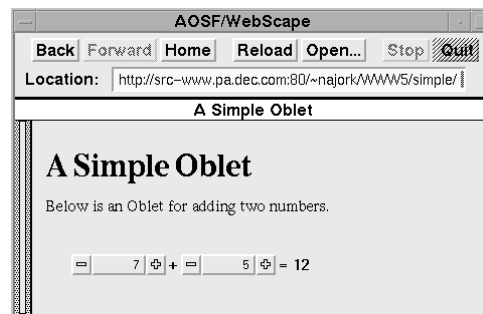 AOSF/WebScape
Back Forward Home Reload Open... Stop Quit
Location: http://src-www.pa.dec.com:80/~najork/WWW5/simple/
A Simple Oblet
A Simple Oblet
Below is an Oblet for adding two numbers.
7 + 5 = 12